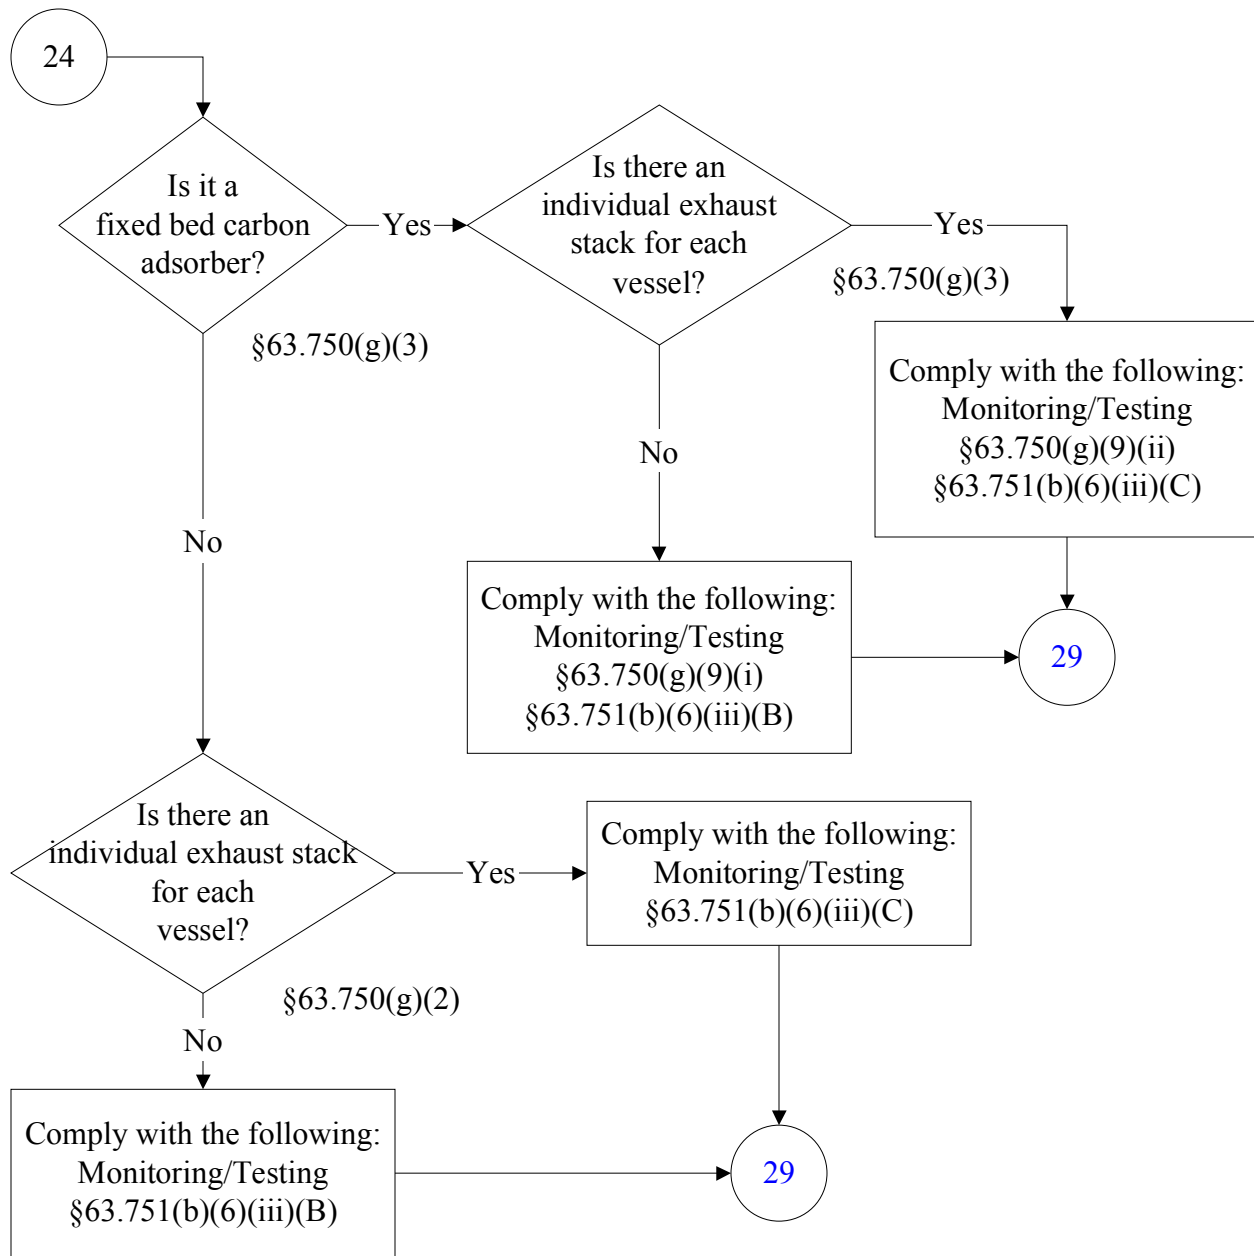 24
Is it a
fixed bed carbon
adsorber?
Yes
Is there an
individual exhaust
stack for each
vessel?
Yes
§63.750(g)(3)
§63.750(g)(3)
Comply with the following:
Monitoring/Testing
§63.750(g)(9)(ii)
§63.751(b)(6)(iii)(C)
No
No
Comply with the following:
Monitoring/Testing
§63.750(g)(9)(i)
§63.751(b)(6)(iii)(B)
29
Is there an
individual exhaust stack
for each
vessel?
Yes
Comply with the following:
Monitoring/Testing
§63.751(b)(6)(iii)(C)
§63.750(g)(2)
No
Comply with the following:
Monitoring/Testing
§63.751(b)(6)(iii)(B)
29